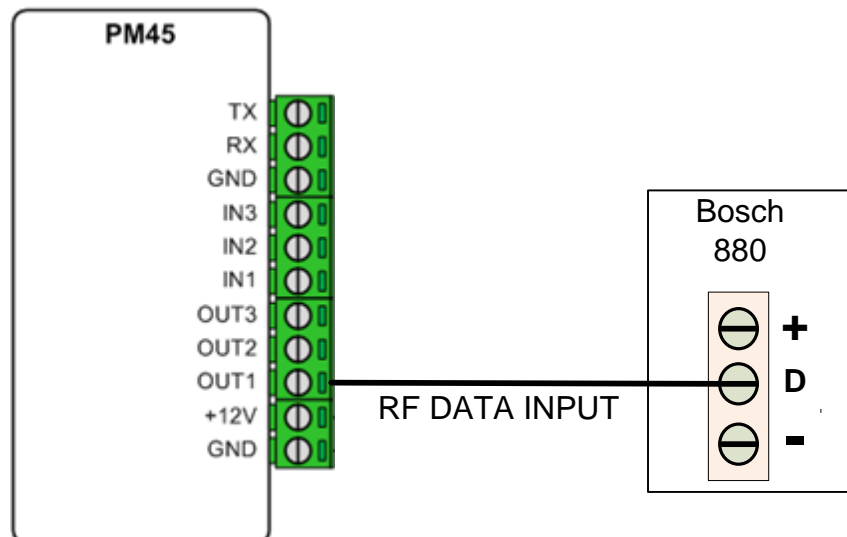 PM45
TX
RX
GND
IN3
IN2
IN1
OUT3
OUT2
OUT1
+12V
GND
RF DATA INPUT
Bosch
880
+
D
-